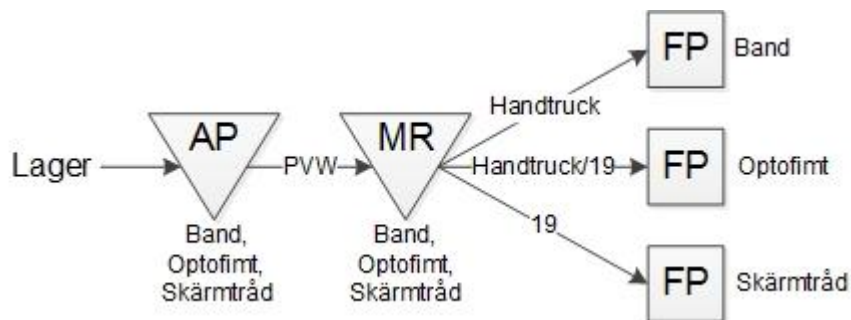 FP
Band
Handtruck
AP
MR
Lager
PVW
Handtruck/19
FP
Optofimt
19
Band,
Optofimt,
Skärmtråd
Band,
Optofimt,
Skärmtråd
FP
Skärmtråd